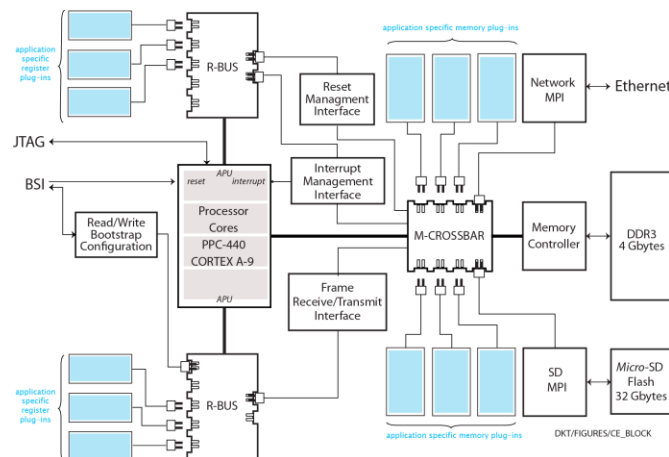 application
specific
register
plug-ins
R-BUS
application specific memory plug-ins
Reset
Managment
Interface
Network
MPI
Ethernet
JTAG
BSI
APU
reset
interrupt
Interrupt
Management
Interface
Processor
Cores
PPC-440
CORTEX A-9
APU
Read/Write
Bootstrap
Configuration
M-CROSSBAR
Memory
Controller
DDR3
4 Gbytes
Frame
Receive/Transmit
Interface
application
specific
register
plug-ins
R-BUS
application specific memory plug-ins
SD
MPI
Micro-SD
Flash
32 Gbytes
DKT/FIGURES/CE_BLOCK